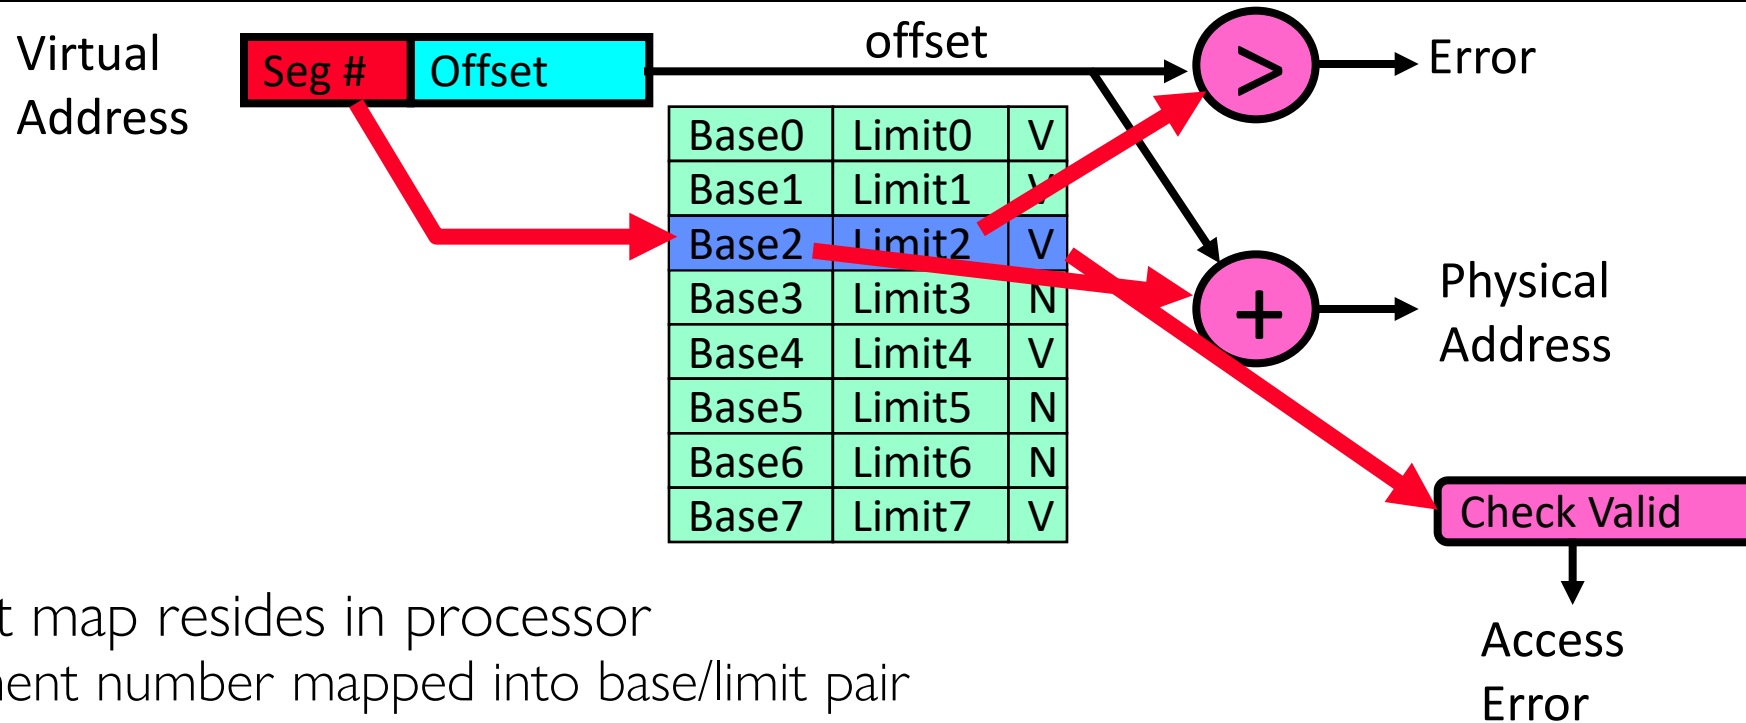 Virtual
Address
Seg # Offset
offset
>
Error
Base0 Limit0 V
Base1 Limit1 V
Base2 Limit2 V
Base3 Limit3 N
Base4 Limit4 V
Base5 Limit5 N
Base6 Limit6 N
Base7 Limit7 V
+
Physical
Address
Check Valid
Access
Error
t map resides in processor
nent number mapped into base/limit pair